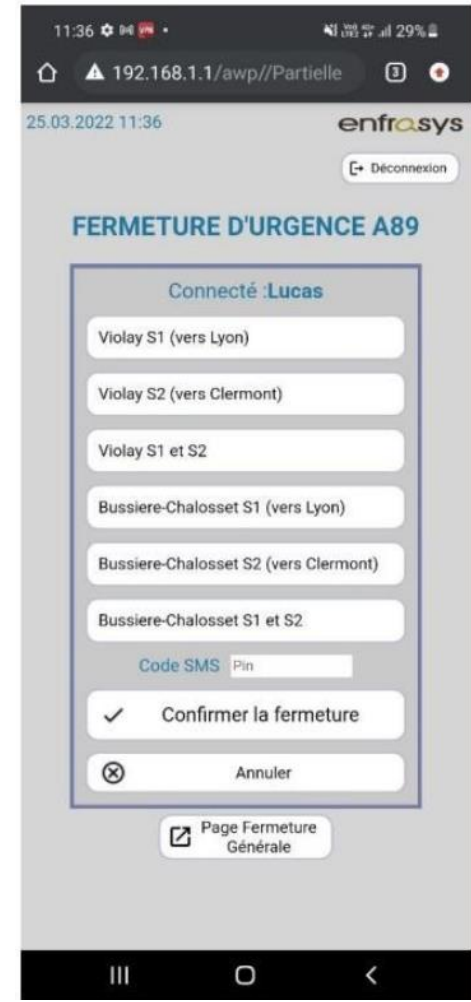 11:36
29%
192.168.1.1/awp//Partielle
3
25.03.2022 11:36
enfrasys
Déconnexion
FERMETURE D'URGENCE A89
Connecté :Lucas
Violay S1 (vers Lyon)
Violay S2 (vers Clermont)
Violay S1 et S2
Bussiere-Chalosset S1 (vers Lyon)
Bussiere-Chalosset S2 (vers Clermont)
Bussiere-Chalosset S1 et S2
Code SMS Pin
Confirmer la fermeture
Annuler
Page Fermeture
Générale